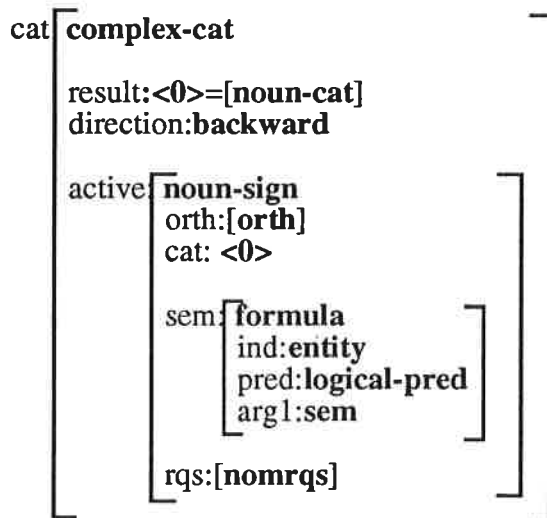 cat complex-cat
result:<0>=[noun-cat]
direction:backward
active: noun-sign
orth:[orth]
cat: <0>
sem: formula
ind:entity
pred:logical-pred
arg1:sem
rqs:[nomrqs]